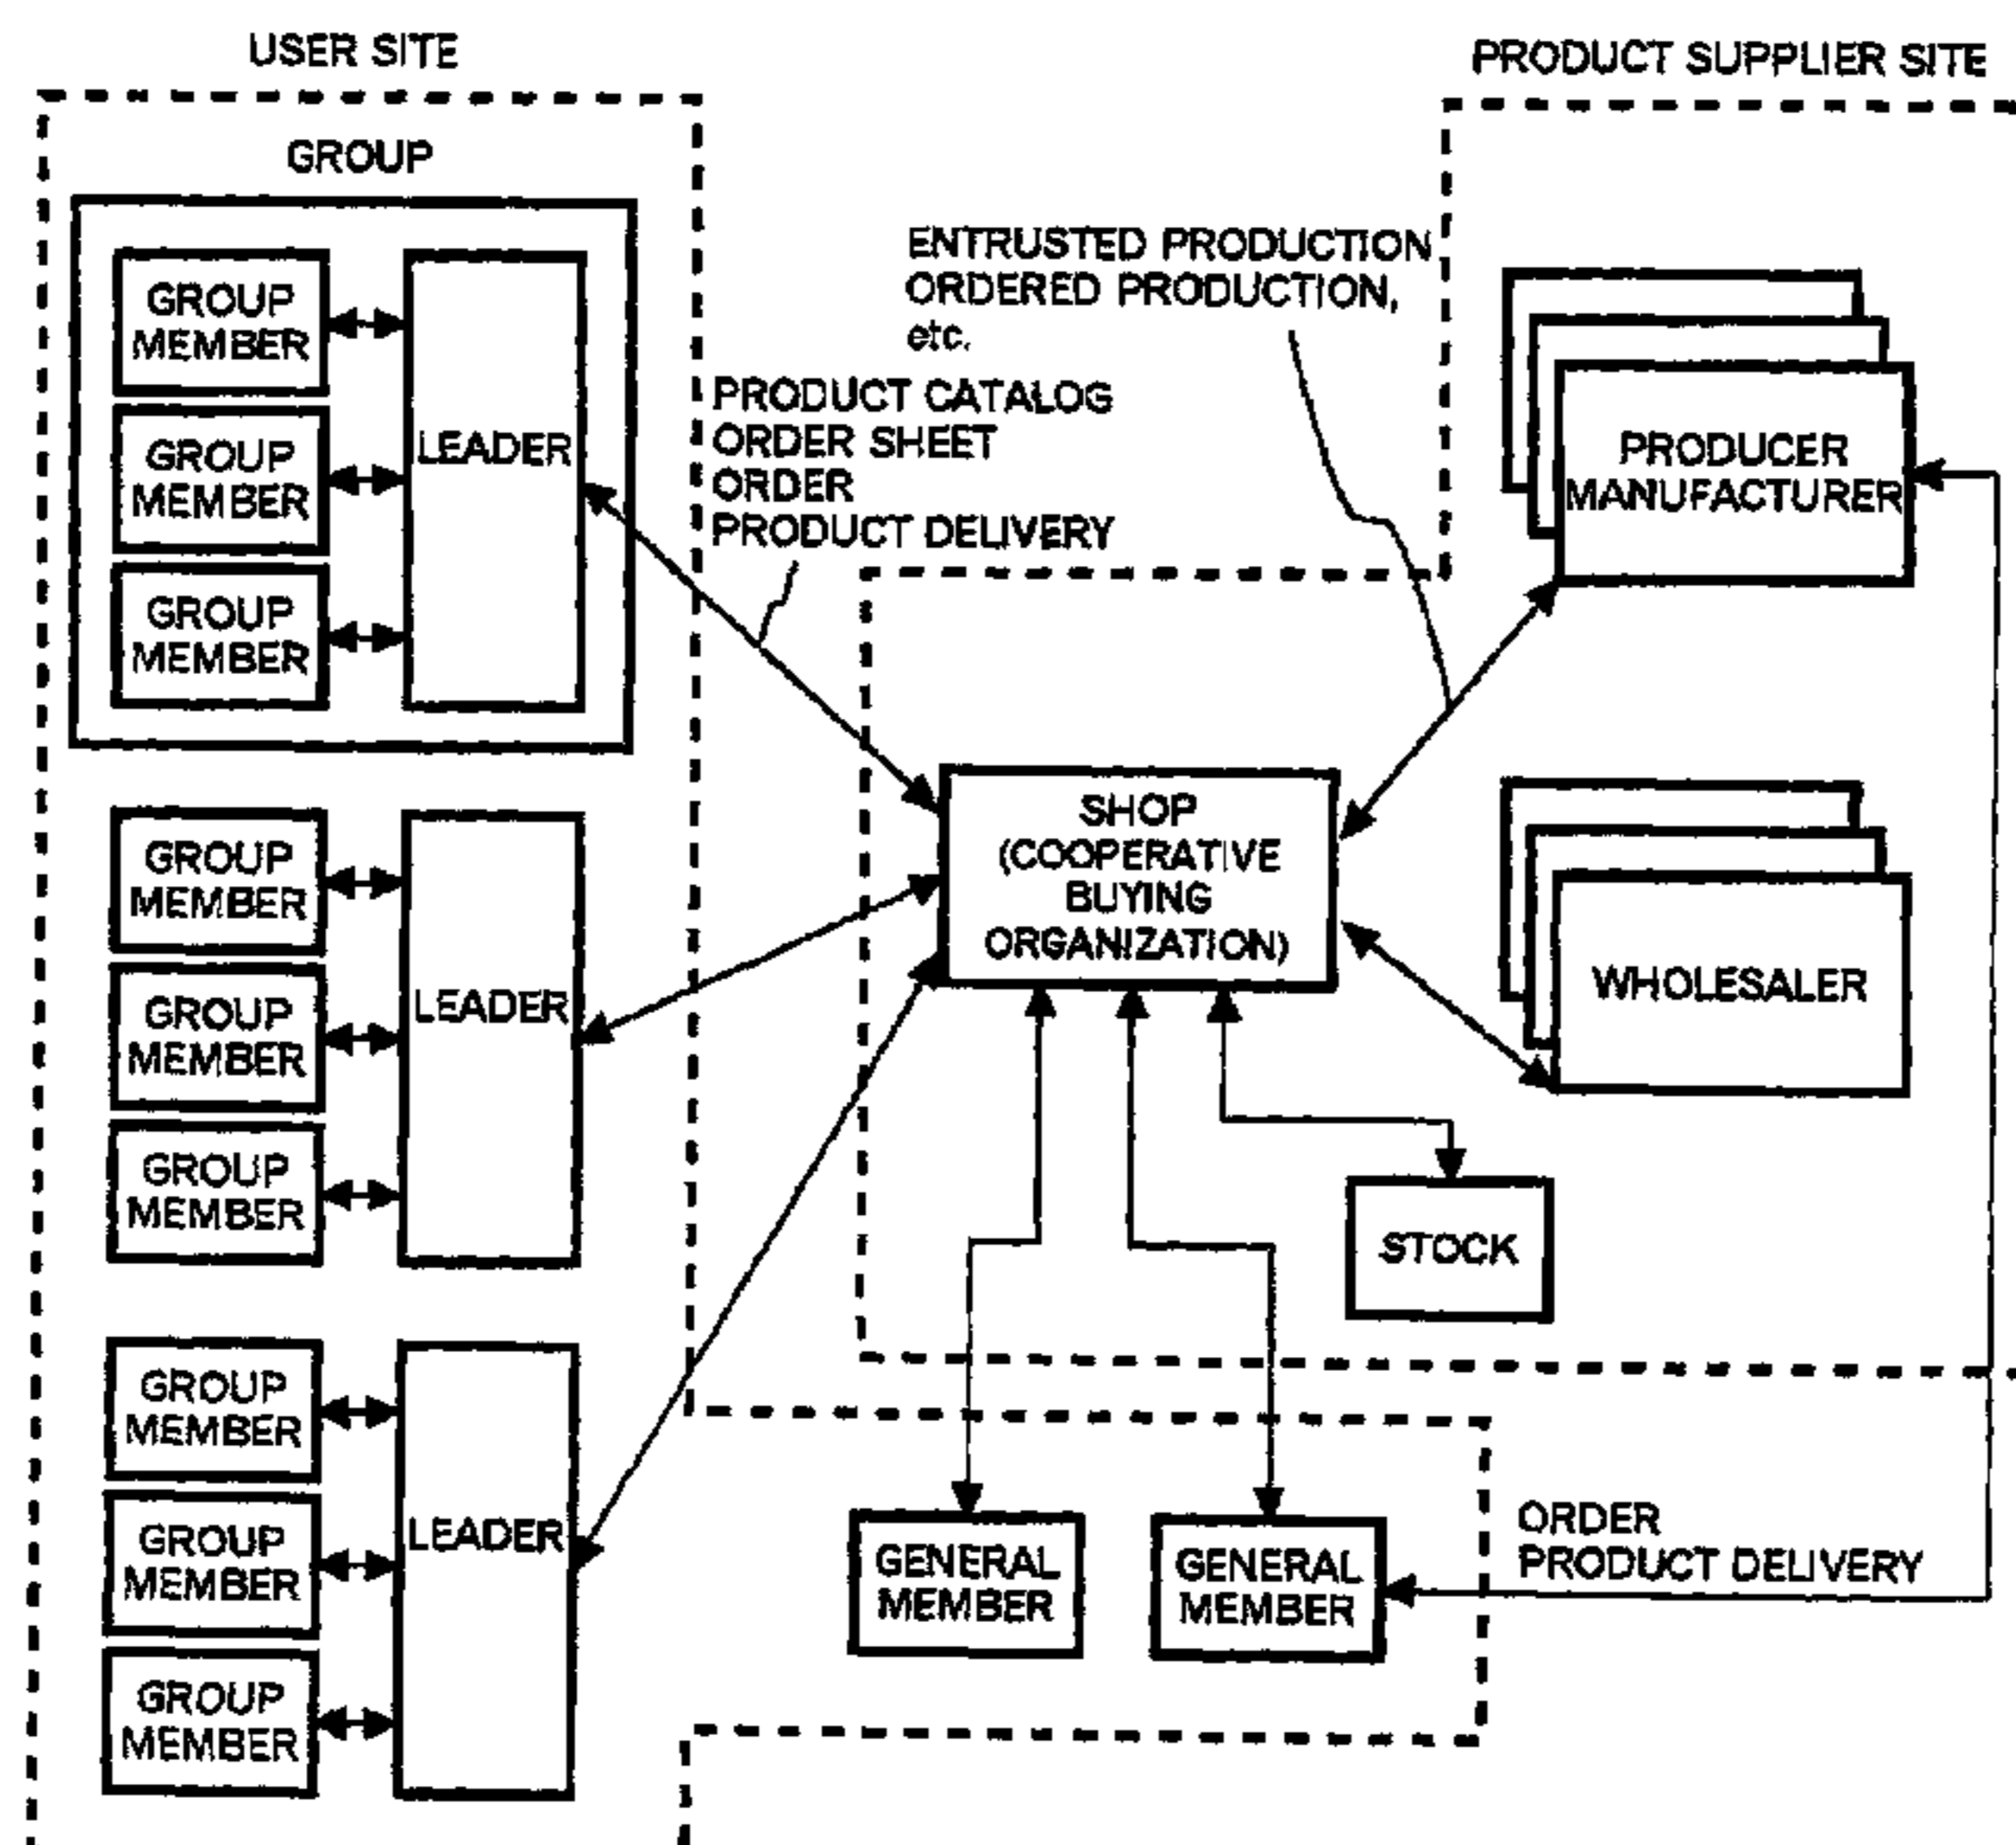 USER SITE
PRODUCT SUPPLIER SITE
GROUP
GROUP
MEMBER
GROUP
MEMBER
GROUP
MEMBER
LEADER
PRODUCT CATALOG
ORDER SHEET
ORDER
PRODUCT DELIVERY
ENTRUSTED PRODUCTION
ORDERED PRODUCTION,
etc.
PRODUCER
MANUFACTURER
GROUP
MEMBER
GROUP
MEMBER
GROUP
MEMBER
LEADER
SHOP
(COOPERATIVE
BUYING
ORGANIZATION)
WHOLESALER
STOCK
GROUP
MEMBER
GROUP
MEMBER
GROUP
MEMBER
LEADER
GENERAL
MEMBER
GENERAL
MEMBER
ORDER
PRODUCT DELIVERY